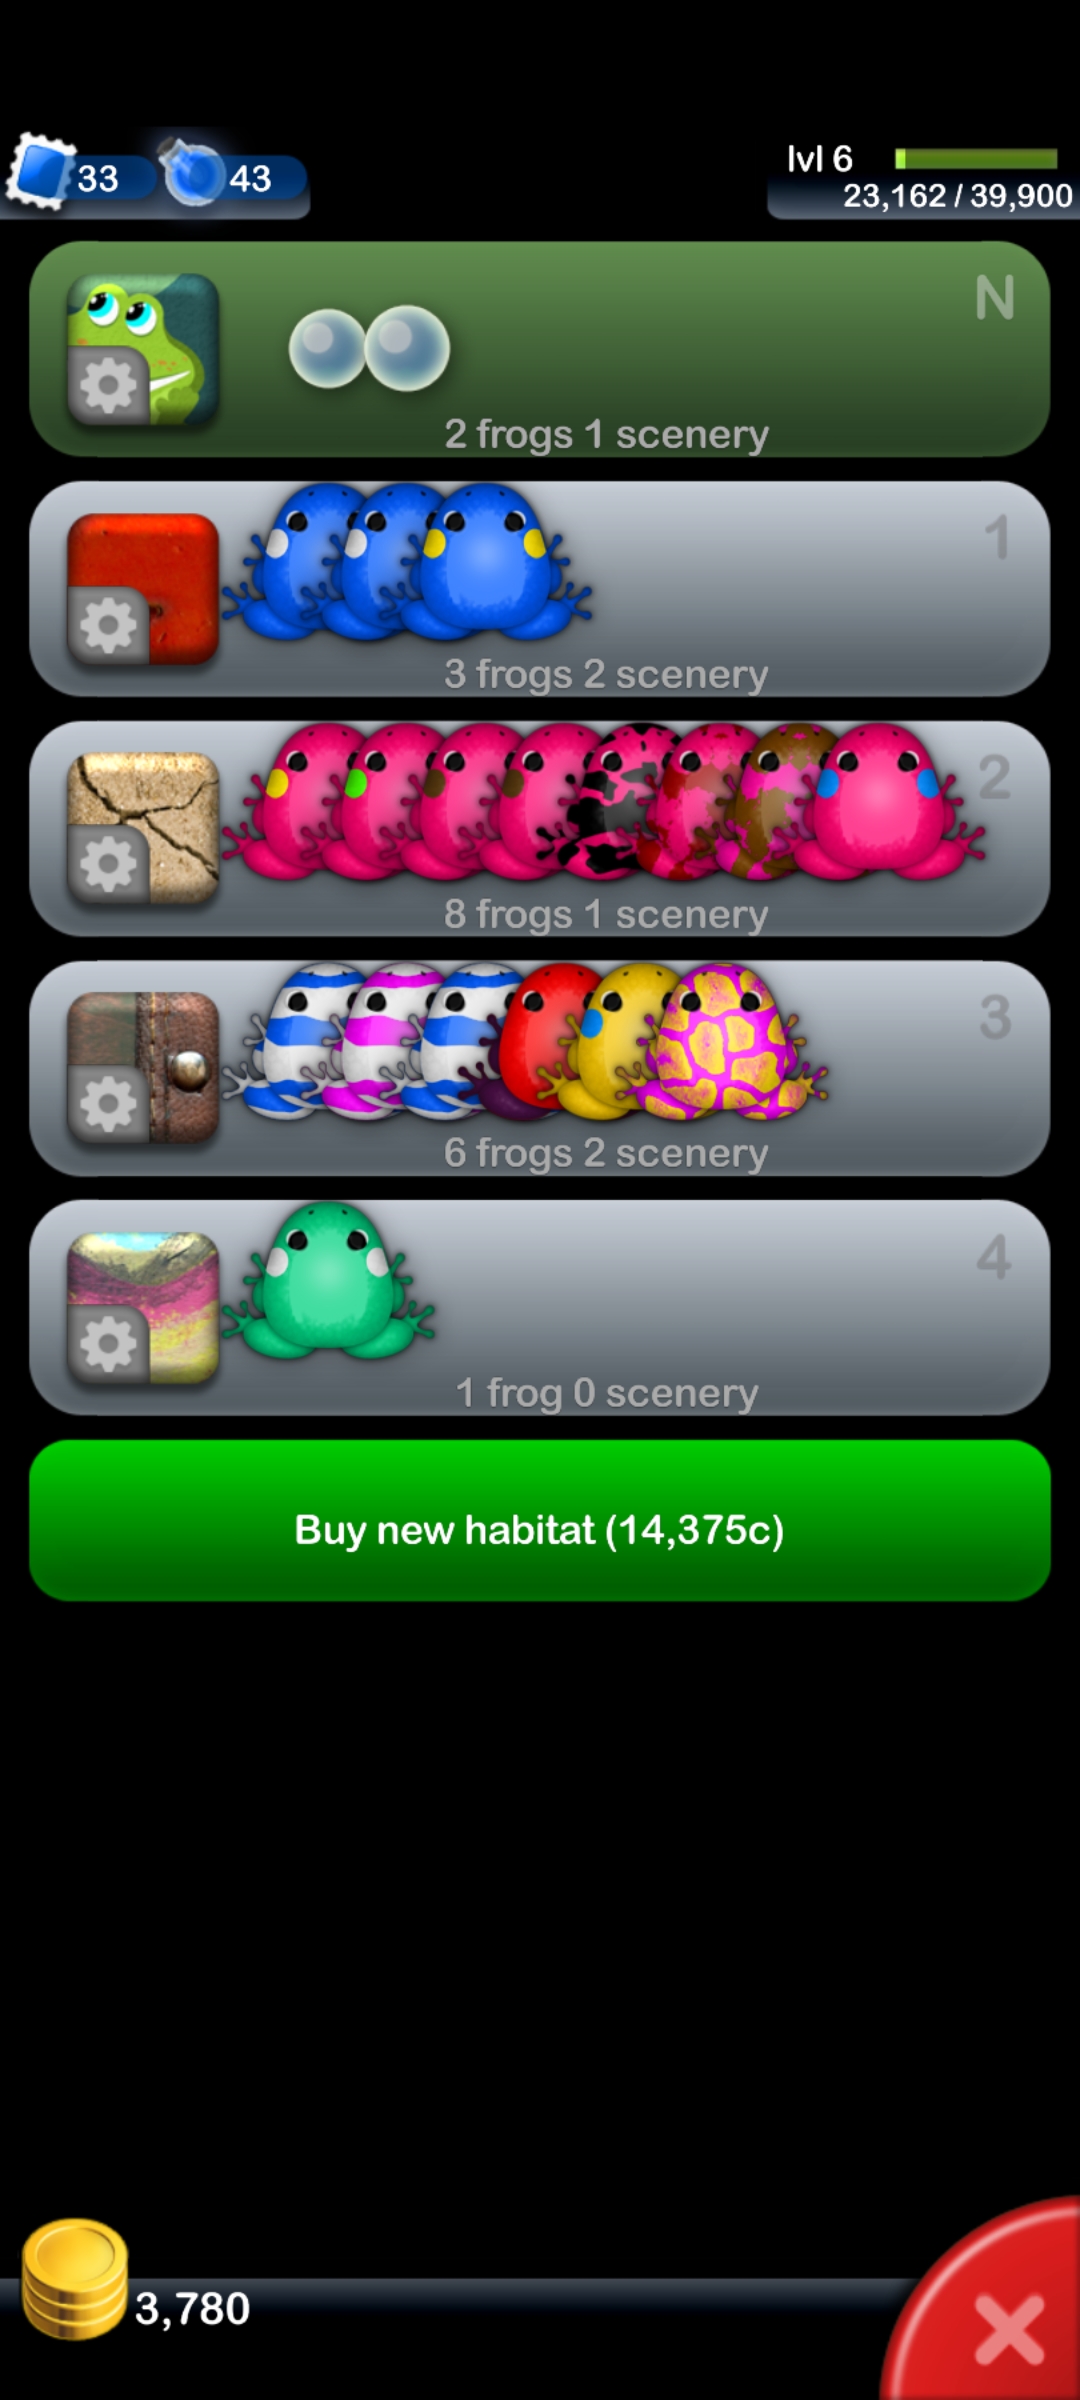 33
43
lvl 6
23,162 / 39,900
N
2 frogs 1 scenery
1
3 frogs 2 scenery
2
8 frogs 1 scenery
3
6 frogs 2 scenery
4
1 frog 0 scenery
Buy new habitat (14,375c)
3,780